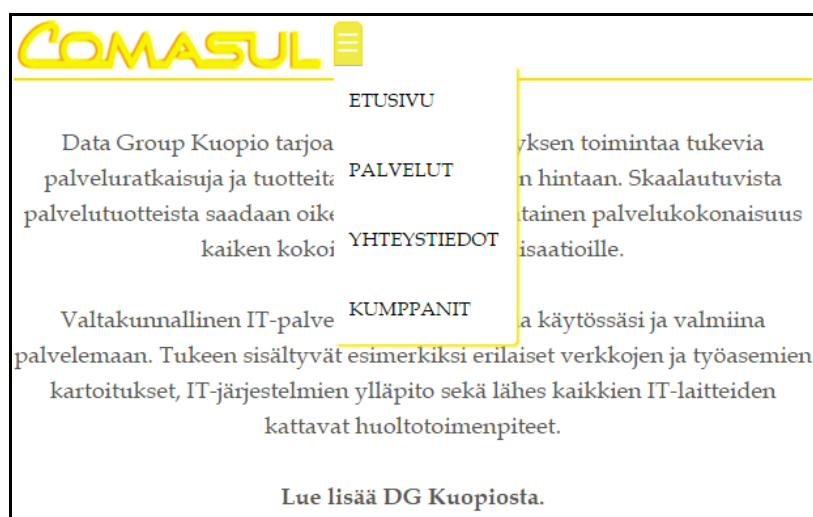 COMASUL
ETUSIVU
PALVELUT
YHTEYSTIEDOT
KUMPPANIT
Data Group Kuopio tarjoa yksen toimintaa tukevia
palveluratkaisuja ja tuotteita n hintaan. Skaalautuvista
palvelutuotteista saadaan oike tainen palvelukokonaisuus
kaiken kokoi isaatioille.
Valtakunnallinen IT-palve a käytössäsi ja valmiina
palvelemaan. Tukeen sisältyvät esimerkiksi erilaiset verkkojen ja työasemien
kartoitukset, IT-järjestelmien ylläpito sekä lähes kaikkien IT-laitteiden
kattavat huoltotoimenpiteet.
Lue lisää DG Kuopiosta.